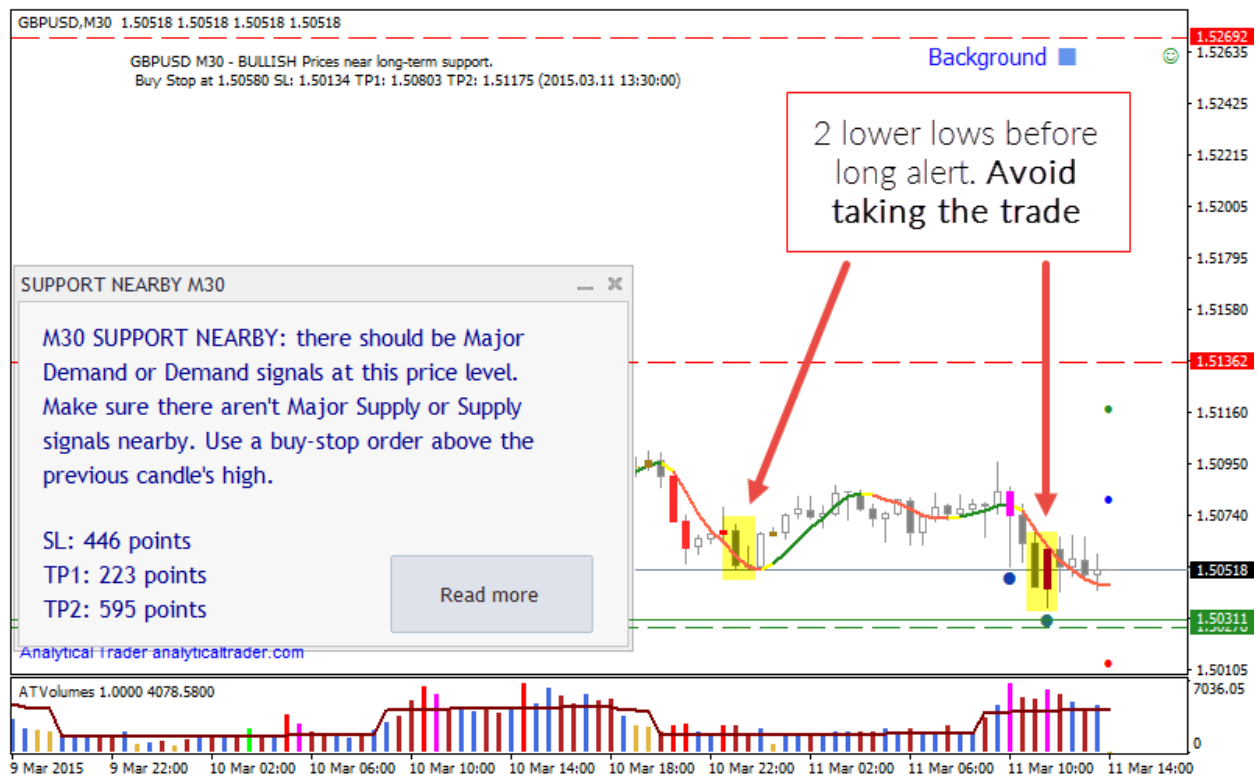 GBPUSD,M30 1.50518 1.50518 1.50518 1.50518
GBPUSD M30 - BULLISH Prices near long-term support.
Buy Stop at 1.50580 SL: 1.50134 TP1: 1.50803 TP2: 1.51175 (2015.03.11 13:30:00)
Background
2 lower lows before
long alert. Avoid
taking the trade
SUPPORT NEARBY M30
M30 SUPPORT NEARBY: there should be Major
Demand or Demand signals at this price level.
Make sure there aren't Major Supply or Supply
signals nearby. Use a buy-stop order above the
previous candle's high.
SL: 446 points
TP1: 223 points
TP2: 595 points
Read more
Analytical Trader analyticaltrader.com
1.52692
1.52635
1.52425
1.52215
1.52005
1.51795
1.51580
1.51362
1.51160
1.50950
1.50740
1.50518
1.50311
1.50105
ATVolumes 1.0000 4078.5800
7036.05
0
9 Mar 2015
9 Mar 22:00
10 Mar 02:00
10 Mar 06:00
10 Mar 10:00
10 Mar 14:00
10 Mar 18:00
10 Mar 22:00
11 Mar 02:00
11 Mar 06:00
11 Mar 10:00
11 Mar 14:00